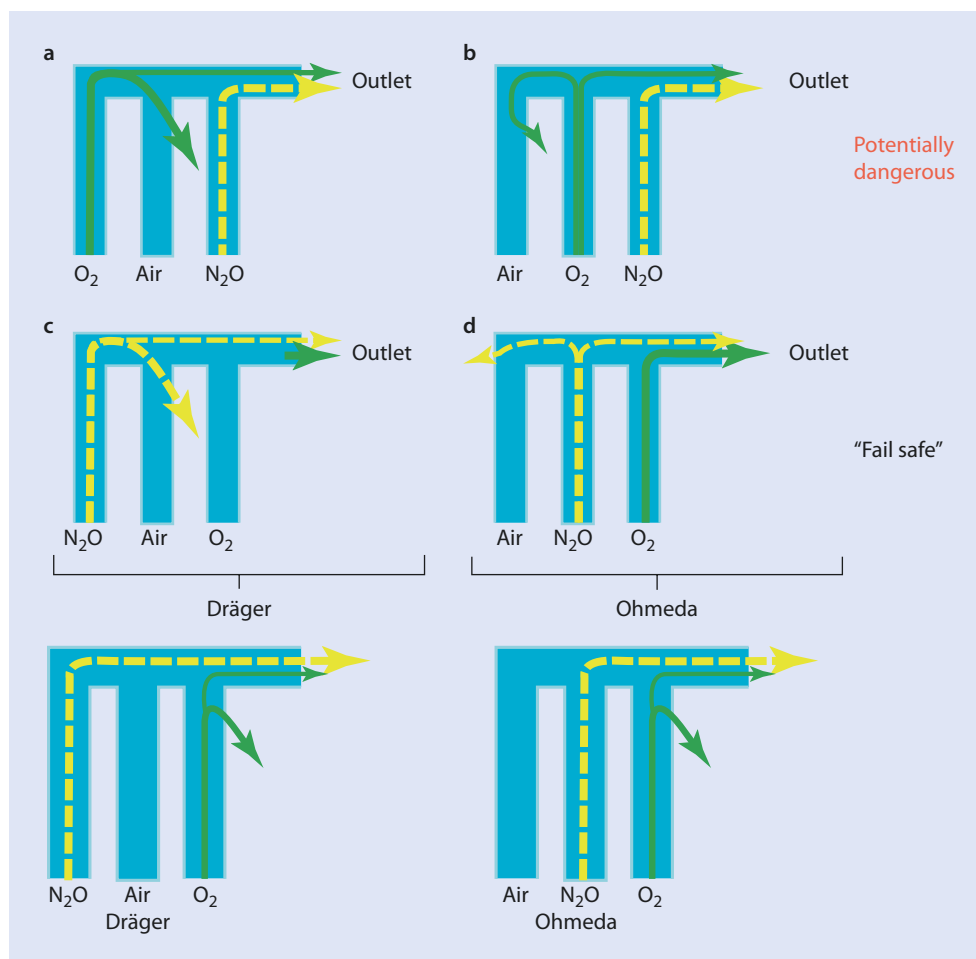 a
Outlet
O₂ Air N₂O
b
Outlet
Potentially
dangerous
Air O₂ N₂O
c
Outlet
N₂O Air O₂
d
Outlet
"Fail safe"
Air N₂O O₂
Dräger
Ohmeda
N₂O Air O₂
Dräger
Air N₂O O₂
Ohmeda